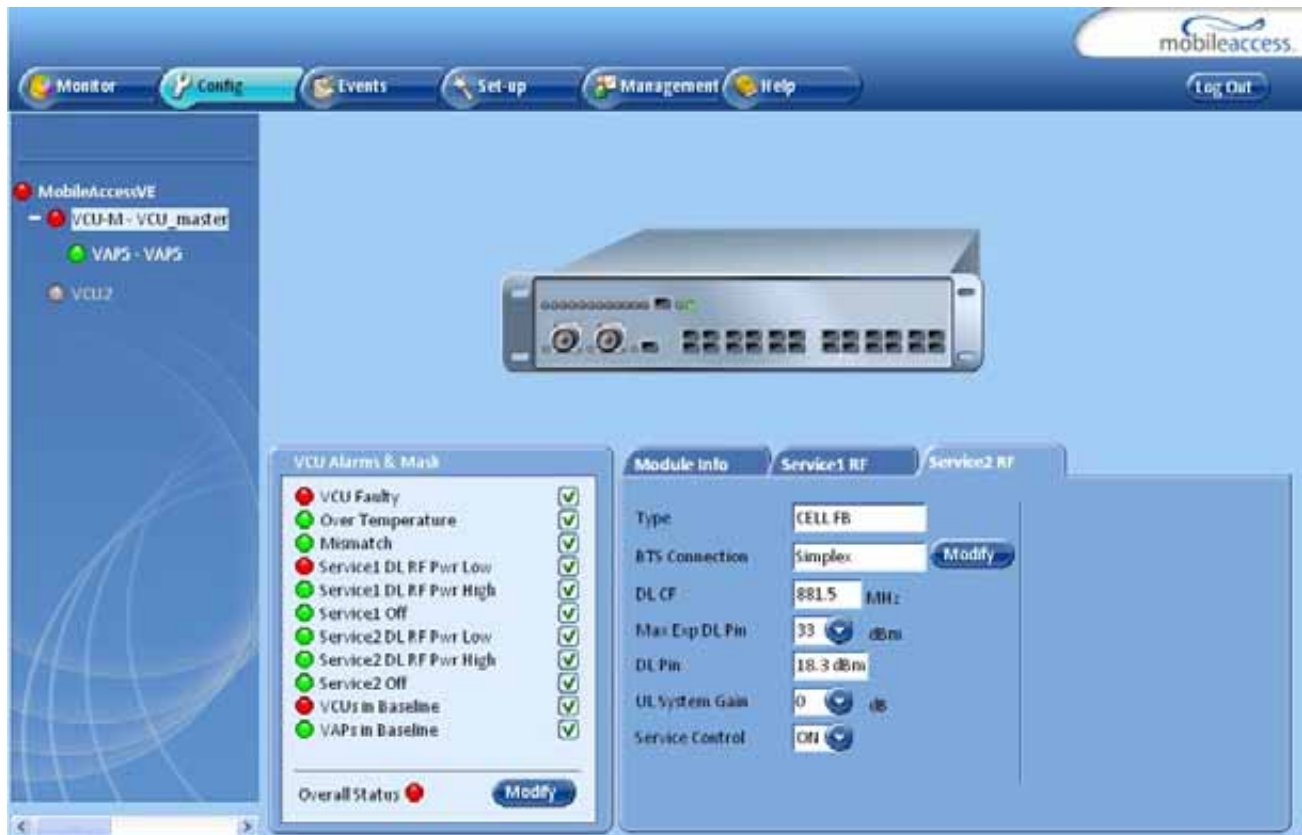 mobileaccess
Monitor Config Events Set-up Management Help Log Out
MobileAccessVE
VCU-M - VCU_master
VAPS - VAPS
VCU2
VCU Alarms & Mask
VCU Faulty
Over Temperature
Mismatch
Service1 DL RF Pwr Low
Service1 DL RF Pwr High
Service1 Off
Service2 DL RF Pwr Low
Service2 DL RF Pwr High
Service2 Off
VCUs in Baseline
VAPs in Baseline
Overall Status Modify
Module Info Service1 RF Service2 RF
Type CELL FB
BTS Connection Simplex Modify
DL CF 881.5 MHz
Max Exp DL Pin 33 dBm
DL Pin 18.3 dBm
UL System Gain 0 dB
Service Control ON